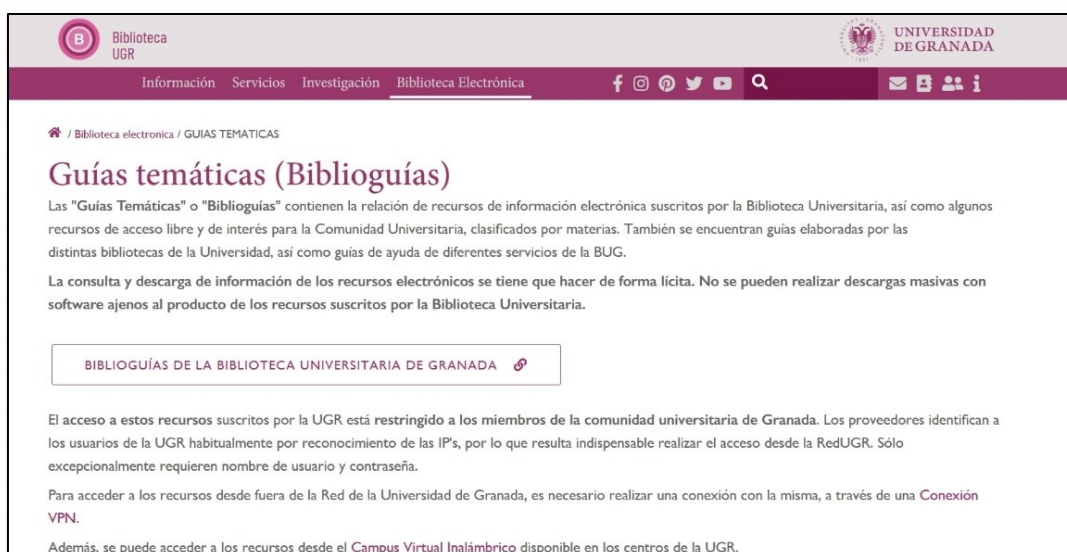 B
Biblioteca
UGR
UNIVERSIDAD
DE GRANADA
Información Servicios Investigación Biblioteca Electrónica
/ Biblioteca electronica / GUIAS TEMATICAS
Guías temáticas (Biblioguías)
Las "Guías Temáticas" o "Biblioguías" contienen la relación de recursos de información electrónica suscritos por la Biblioteca Universitaria, así como algunos
recursos de acceso libre y de interés para la Comunidad Universitaria, clasificados por materias. También se encuentran guías elaboradas por las
distintas bibliotecas de la Universidad, así como guías de ayuda de diferentes servicios de la BUG.
La consulta y descarga de información de los recursos electrónicos se tiene que hacer de forma lícita. No se pueden realizar descargas masivas con
software ajenos al producto de los recursos suscritos por la Biblioteca Universitaria.
BIBLIOGUÍAS DE LA BIBLIOTECA UNIVERSITARIA DE GRANADA
El acceso a estos recursos suscritos por la UGR está restringido a los miembros de la comunidad universitaria de Granada. Los proveedores identifican a
los usuarios de la UGR habitualmente por reconocimiento de las IP's, por lo que resulta indispensable realizar el acceso desde la RedUGR. Sólo
excepcionalmente requieren nombre de usuario y contraseña.
Para acceder a los recursos desde fuera de la Red de la Universidad de Granada, es necesario realizar una conexión con la misma, a través de una Conexión
VPN.
Además, se puede acceder a los recursos desde el Campus Virtual Inalámbrico disponible en los centros de la UGR.